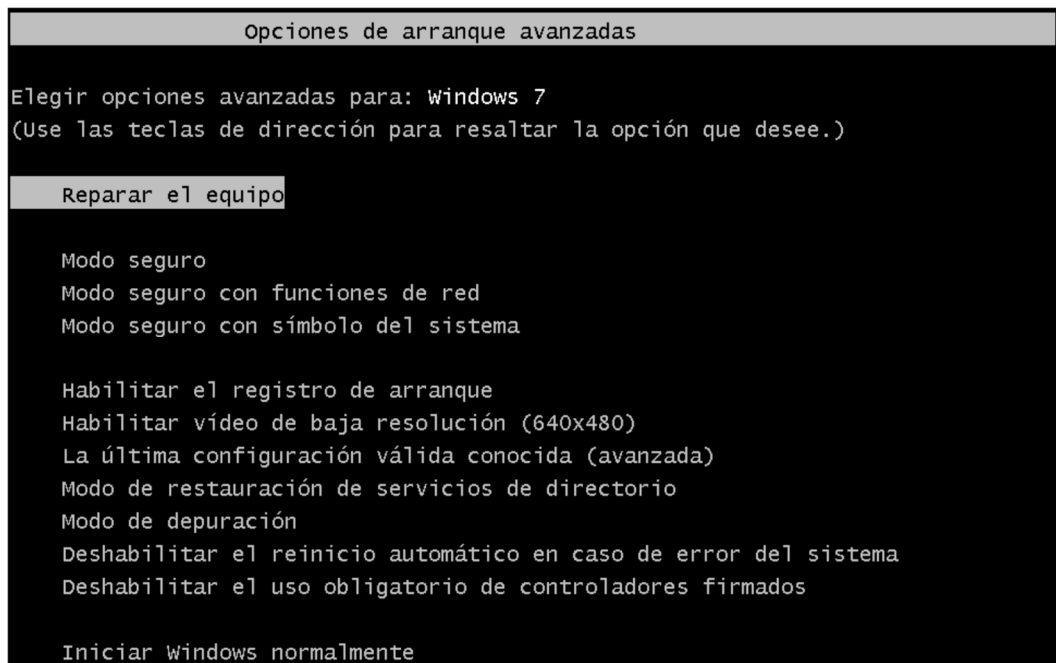 Opciones de arranque avanzadas
Elegir opciones avanzadas para: Windows 7
(Use las teclas de dirección para resaltar la opción que desee.)
Reparar el equipo
Modo seguro
Modo seguro con funciones de red
Modo seguro con símbolo del sistema
Habilitar el registro de arranque
Habilitar vídeo de baja resolución (640x480)
La última configuración válida conocida (avanzada)
Modo de restauración de servicios de directorio
Modo de depuración
Deshabilitar el reinicio automático en caso de error del sistema
Deshabilitar el uso obligatorio de controladores firmados
Iniciar Windows normalmente